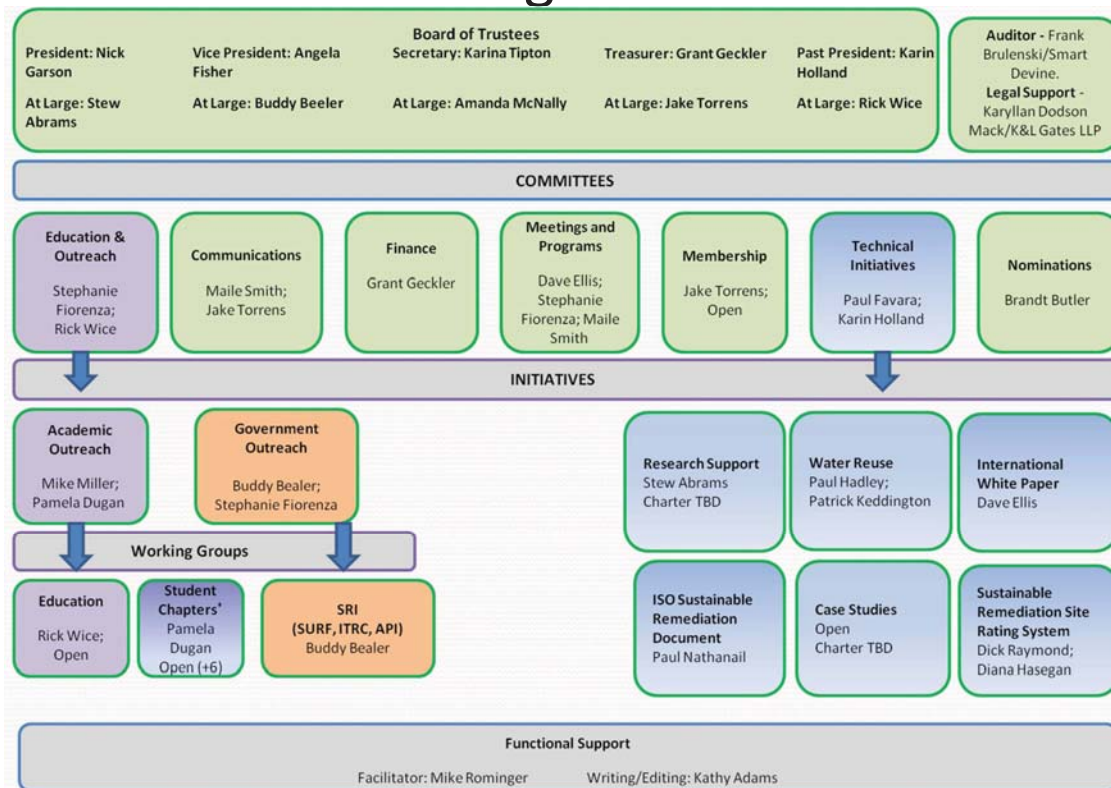 Board of Trustees
President: Nick
Garson
Vice President: Angela
Fisher
Secretary: Karina Tipton
Treasurer: Grant Geckler
Past President: Karin
Holland
At Large: Stew
Abrams
At Large: Buddy Beeler
At Large: Amanda McNally
At Large: Jake Torrens
At Large: Rick Wice
Auditor - Frank
Brulenski/Smart
Devine.
Legal Support -
Karyllan Dodson
Mack/K&L Gates LLP
COMMITTEES
Education &
Outreach
Stephanie
Fiorenza;
Rick Wice
Communications
Maile Smith;
Jake Torrens
Finance
Grant Geckler
Meetings and
Programs
Dave Ellis;
Stephanie
Fiorenza; Maile
Smith
Membership
Jake Torrens;
Open
Technical
Initiatives
Paul Favara;
Karin Holland
Nominations
Brandt Butler
INITIATIVES
Academic
Outreach
Mike Miller;
Pamela Dugan
Government
Outreach
Buddy Bealer;
Stephanie Fiorenza
Research Support
Stew Abrams
Charter TBD
Water Reuse
Paul Hadley;
Patrick Keddington
International
White Paper
Dave Ellis
Working Groups
Education
Rick Wice;
Open
Student
Chapters'
Pamela
Dugan
Open (+6)
SRI
(SURF, ITRC, API)
Buddy Bealer
ISO Sustainable
Remediation
Document
Paul Nathanail
Case Studies
Open
Charter TBD
Sustainable
Remediation Site
Rating System
Dick Raymond;
Diana Hasegan
Functional Support
Facilitator: Mike Rominger
Writing/Editing: Kathy Adams